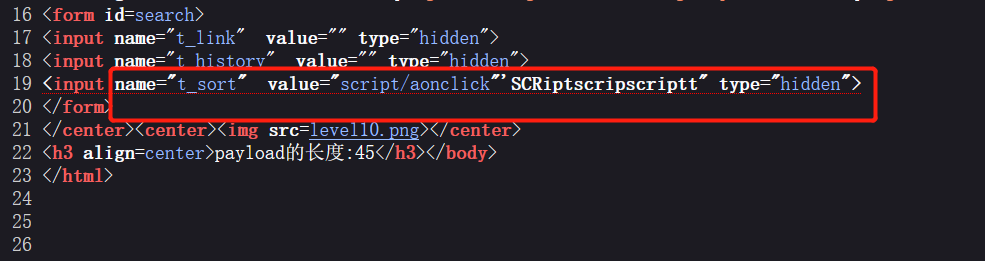 16 <form id=search>
17 <input name="t_link"  value="" type="hidden">
18 <input name="t_history"  value="" type="hidden">
19 <input name="t_sort"  value="script/aonclick"'SCRiptscripscriptt" type="hidden">
20 </form>
21 </center><center><img src=level10.png></center>
22 <h3 align=center>payload的长度:45</h3></body>
23 </html>
24
25
26